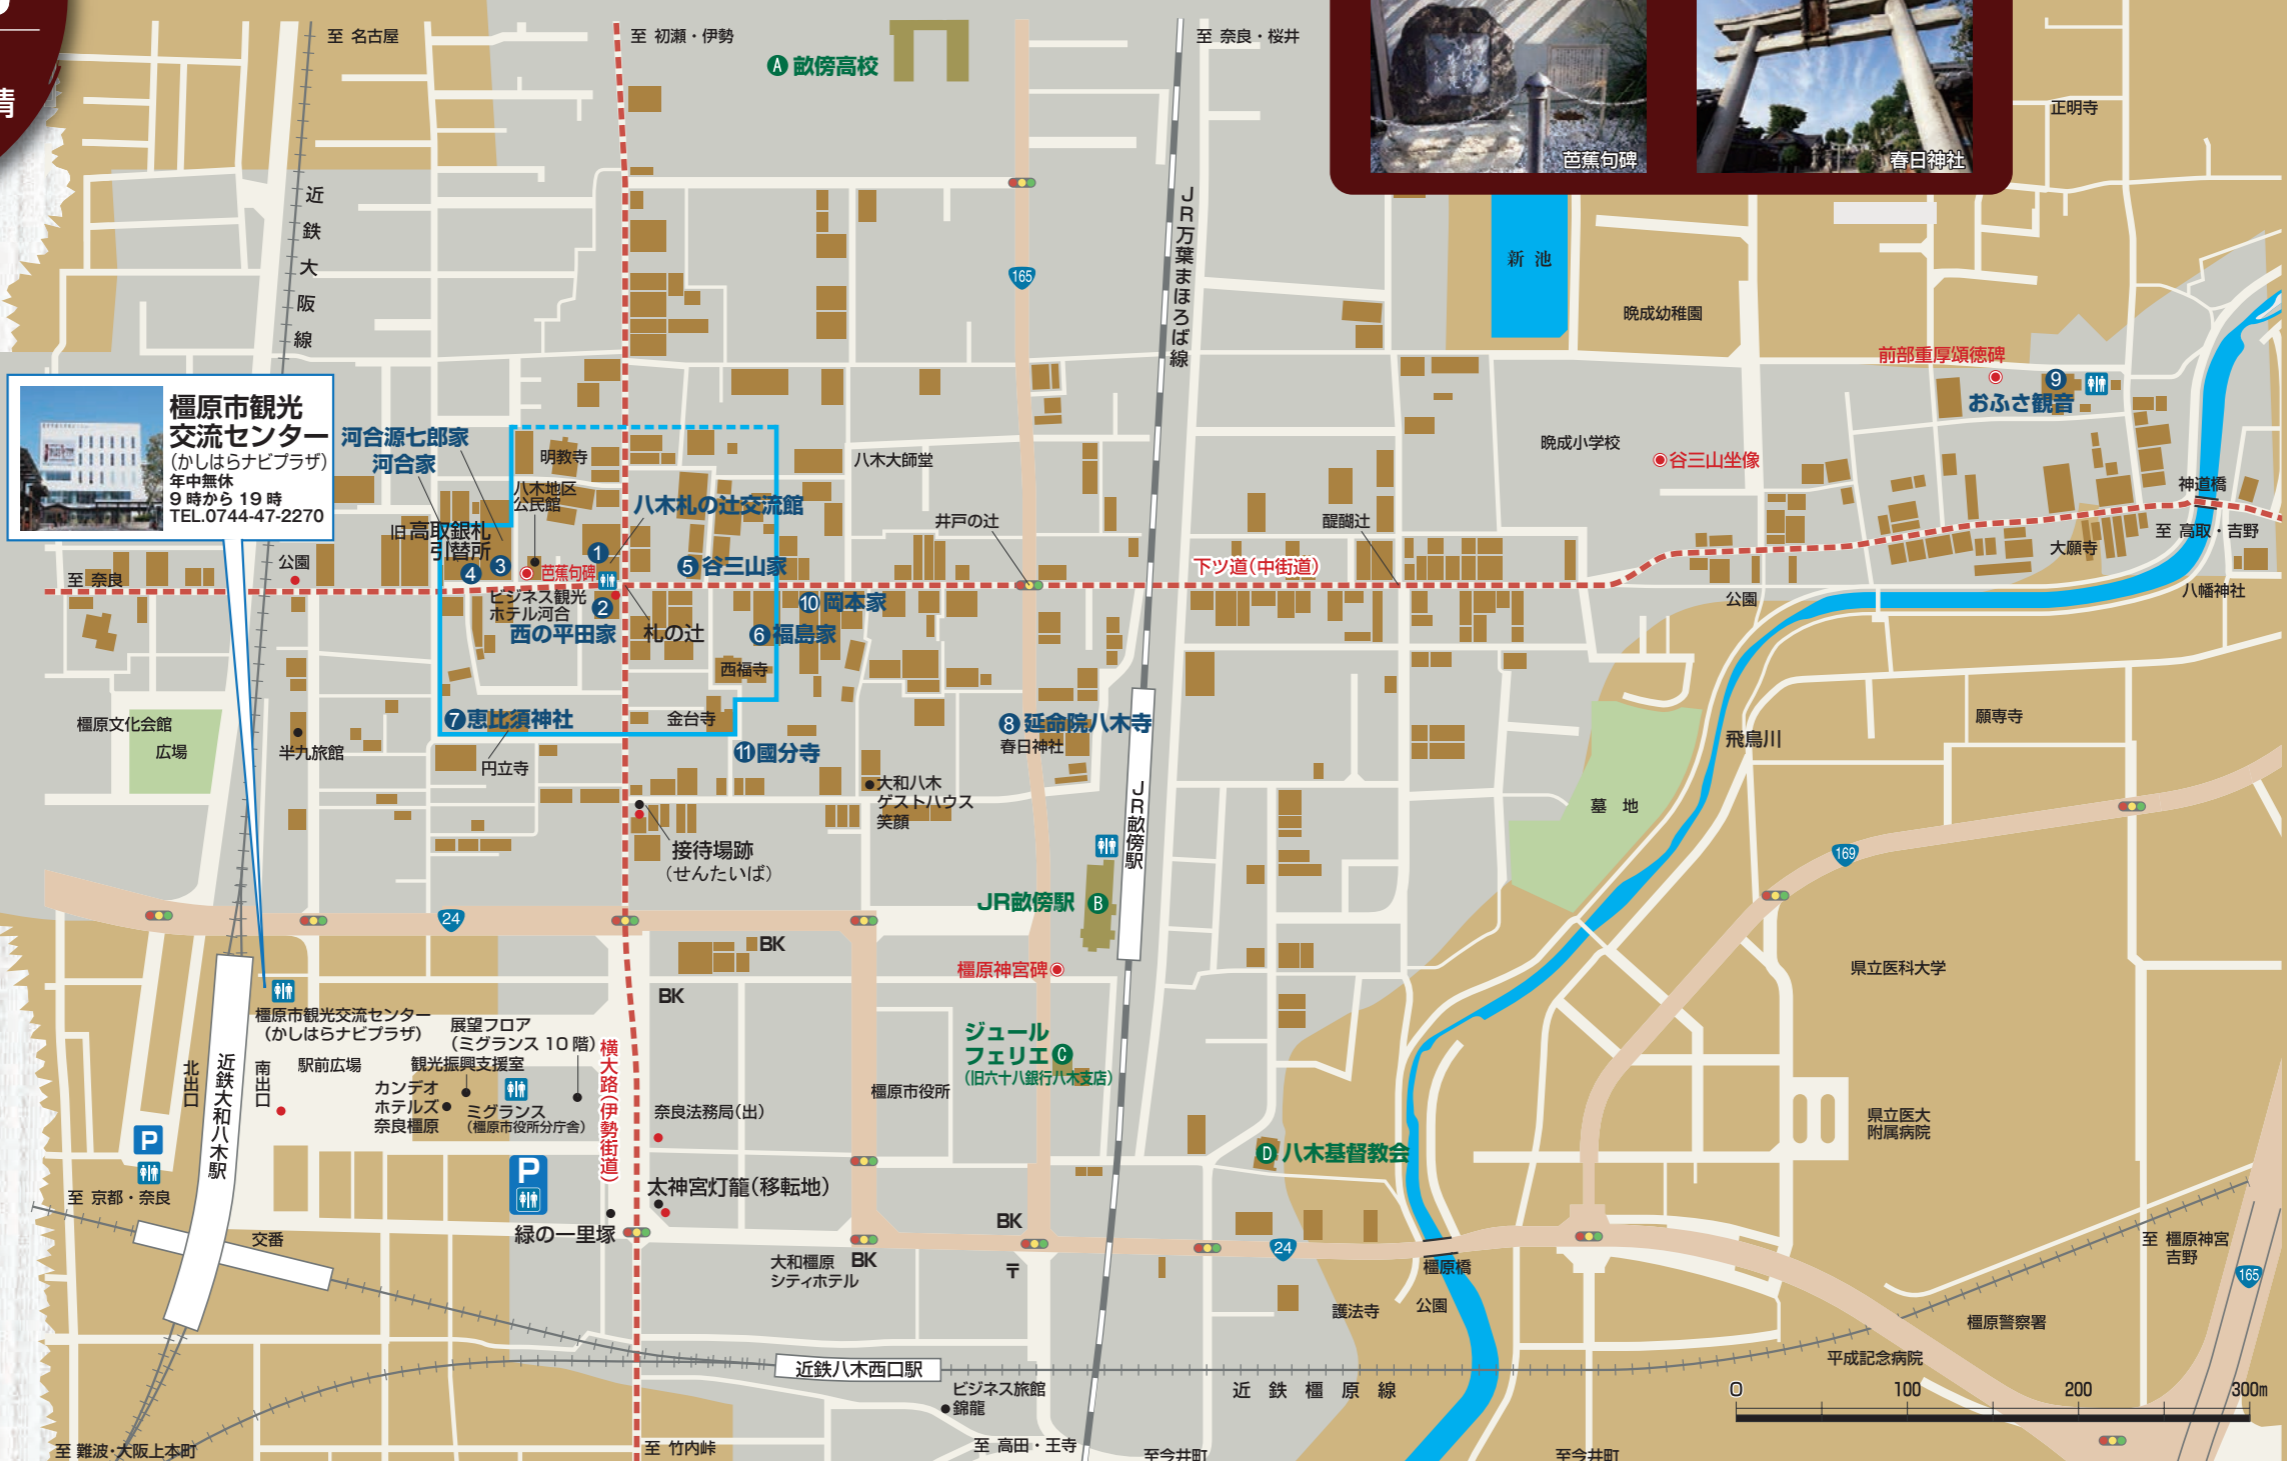 情
至 名古屋
至 初瀬・伊勢
A 畝傍高校
至 奈良・桜井
芭蕉句碑
春日神社
正明寺
近鉄大阪線
JR万葉まほろば線
165
新 池
晩成幼稚園
前部重厚頌徳碑
9
おふさ観音
橿原市観光
交流センター
(かしはらナビプラザ)
年中無休
9時から19時
TEL.0744-47-2270
河合源七郎家
河合家
明教寺
八木地区
公民館
八木大師堂
晩成小学校
谷三山坐像
神道橋
八木札の辻交流館
旧高取銀札
引替所
井戸の辻
醍醐辻
至 高取・吉野
大願寺
公園
至 奈良
4
3
芭蕉句碑
1
5 谷三山家
下ツ道(中街道)
八幡神社
ビジネス観光
ホテル河合
2
西の平田家
札の辻
10 岡本家
6 福島家
公園
西福寺
橿原文化会館
広場
半九旅館
7 恵比須神社
金台寺
8 延命院八木寺
春日神社
願専寺
飛鳥川
円立寺
11 國分寺
大和八木
ゲストハウス
笑顔
JR畝傍駅
墓 地
接待場跡
(せんたいば)
169
JR畝傍駅 B
24
BK
橿原神宮碑
県立医科大学
BK
橿原市観光交流センター
(かしはらナビプラザ)
展望フロア
(ミグランス 10階)
観光振興支援室
駅前広場
北出口
近鉄大和八木駅
南出口
カンデオ
ホテルズ
奈良橿原
ミグランス
(橿原市役所分庁舎)
横大路(伊勢街道)
ジュール
フェリエ C
(旧六十八銀行八木支店)
橿原市役所
奈良法務局(出)
県立医大
附属病院
P
D 八木基督教会
P
至 京都・奈良
太神宮灯籠(移転地)
緑の一里塚
交番
BK
大和橿原
シティホテル
BK
〒
24
橿原橋
至 橿原神宮
吉野
165
護法寺
公園
橿原警察署
近鉄八木西口駅
平成記念病院
近鉄橿原線
ビジネス旅館
錦龍
0 100 200 300m
至 難波・大阪上本町
至 竹内峠
至 高田・王寺
至今井町
至今井町